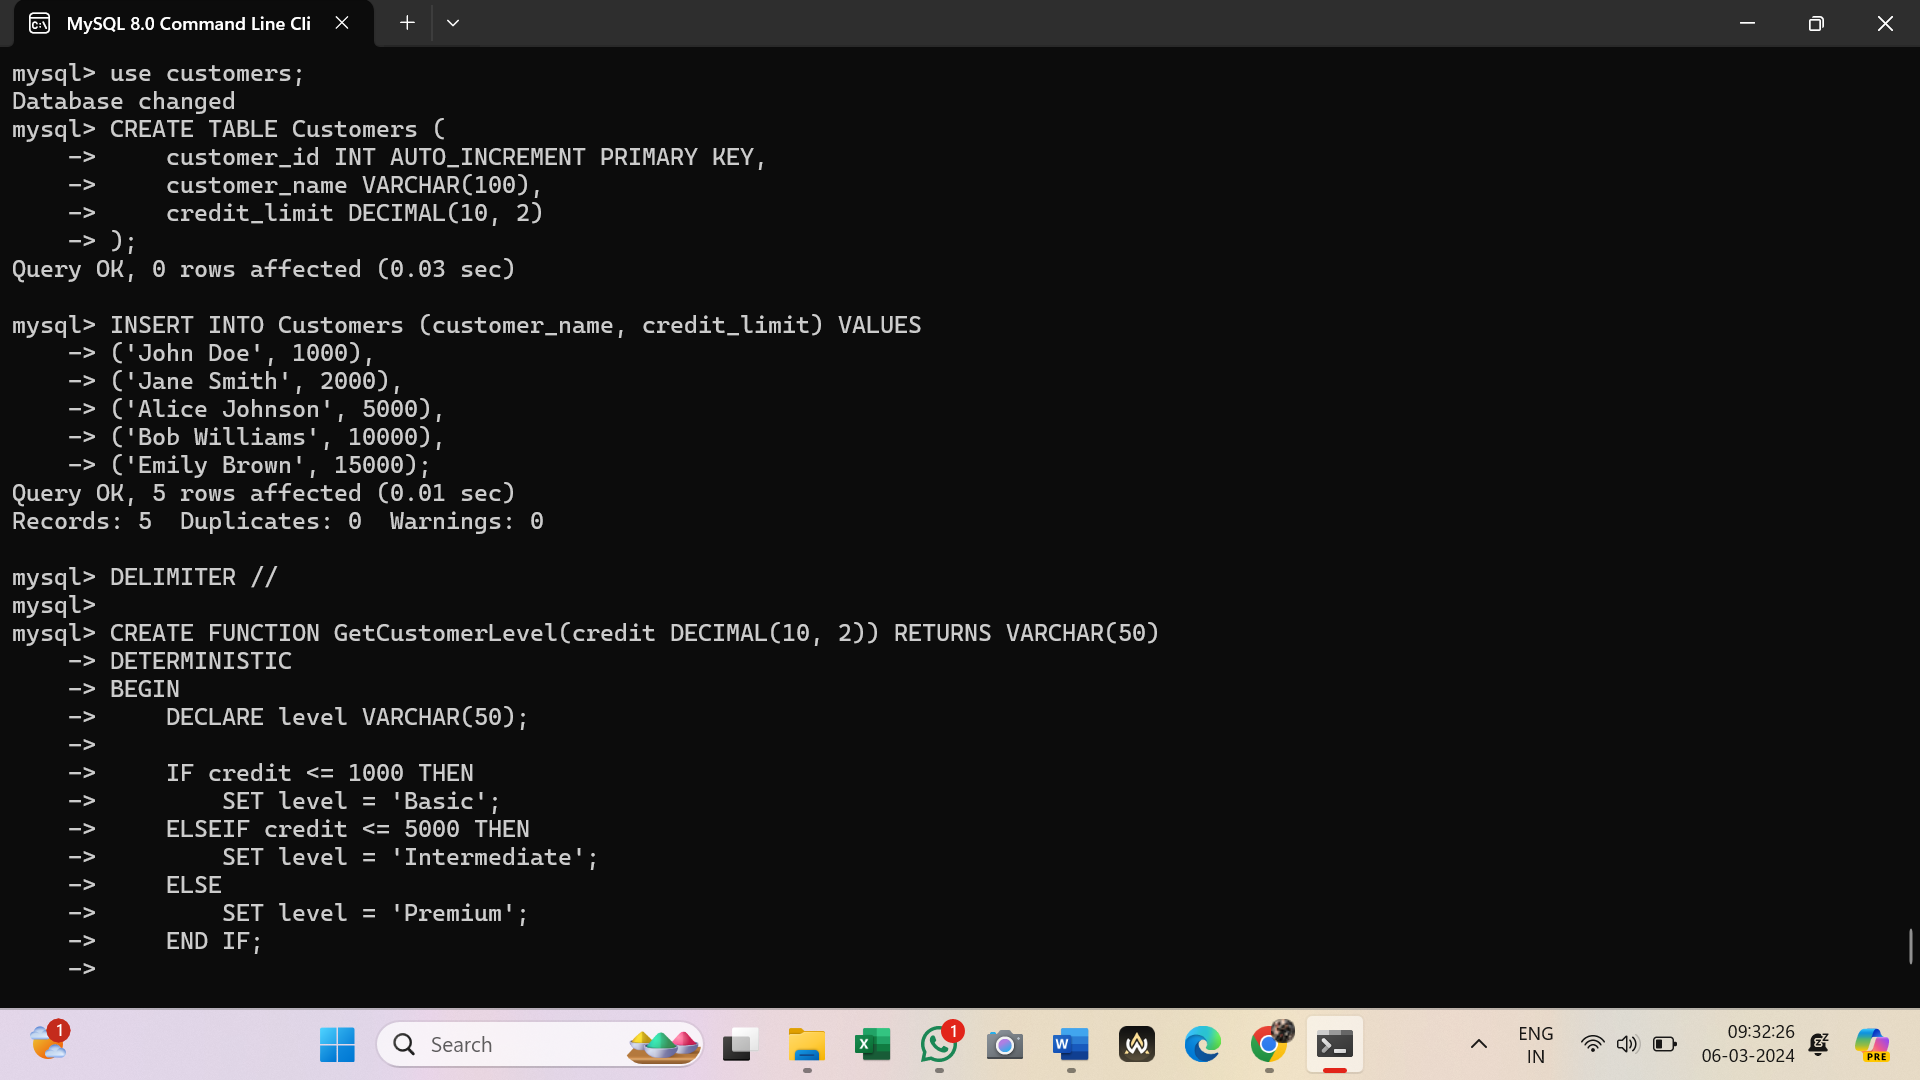 MySQL 8.0 Command Line Cli
mysql> use customers;
Database changed
mysql> CREATE TABLE Customers (
    ->     customer_id INT AUTO_INCREMENT PRIMARY KEY,
    ->     customer_name VARCHAR(100),
    ->     credit_limit DECIMAL(10, 2)
    -> );
Query OK, 0 rows affected (0.03 sec)
mysql> INSERT INTO Customers (customer_name, credit_limit) VALUES
    -> ('John Doe', 1000),
    -> ('Jane Smith', 2000),
    -> ('Alice Johnson', 5000),
    -> ('Bob Williams', 10000),
    -> ('Emily Brown', 15000);
Query OK, 5 rows affected (0.01 sec)
Records: 5  Duplicates: 0  Warnings: 0
mysql> DELIMITER //
mysql>
mysql> CREATE FUNCTION GetCustomerLevel(credit DECIMAL(10, 2)) RETURNS VARCHAR(50)
    -> DETERMINISTIC
    -> BEGIN
    ->     DECLARE level VARCHAR(50);
    ->
    ->     IF credit <= 1000 THEN
    ->         SET level = 'Basic';
    ->     ELSEIF credit <= 5000 THEN
    ->         SET level = 'Intermediate';
    ->     ELSE
    ->         SET level = 'Premium';
    ->     END IF;
    ->
1
Search
1
ENG
IN
09:32:26
06-03-2024
PRE